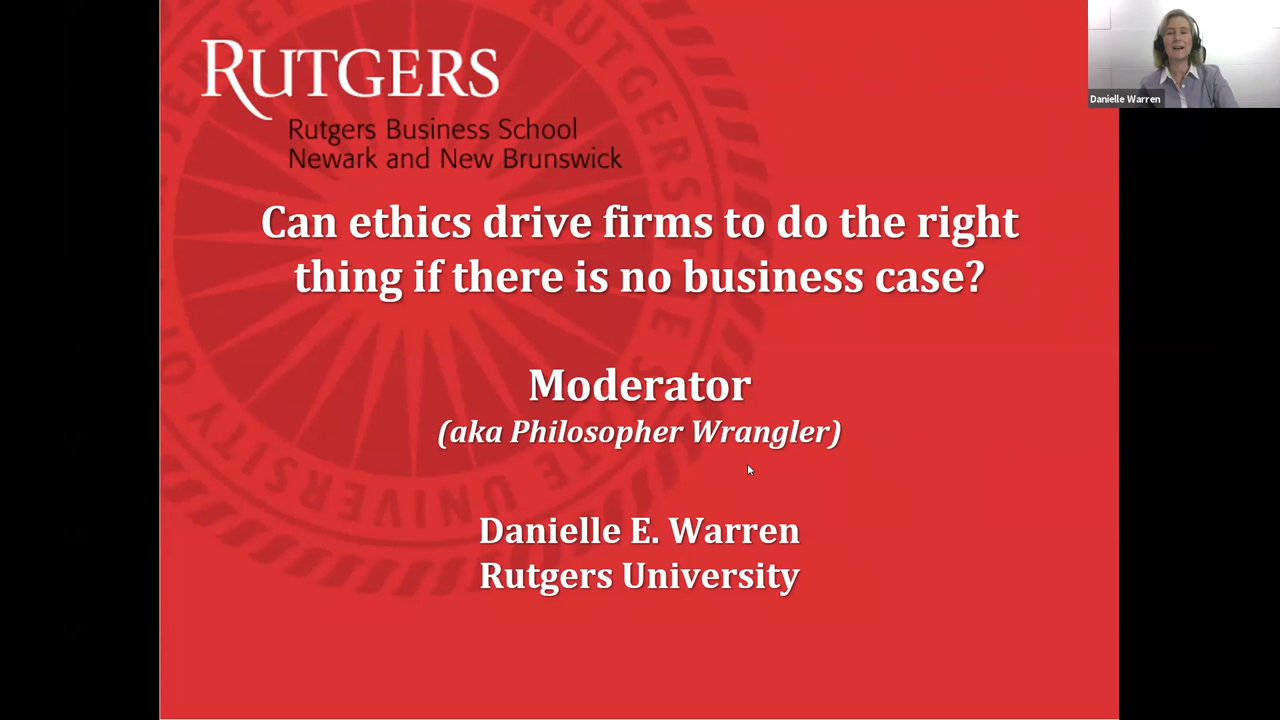 RUTGERS
Rutgers Business School
Newark and New Brunswick
Can ethics drive firms to do the right
thing if there is no business case?
Moderator
(aka Philosopher Wrangler)
Danielle E. Warren
Rutgers University
Danielle Warren